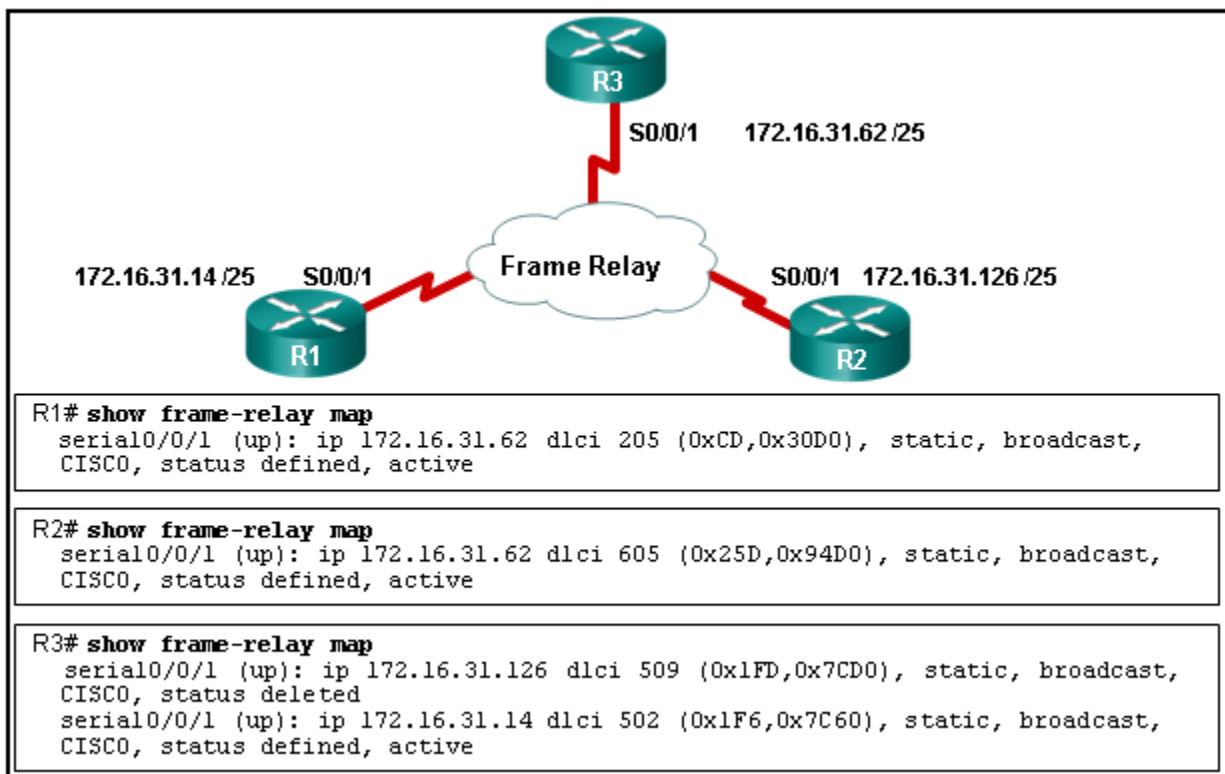 R3
S0/0/1 172.16.31.62 /25
Frame Relay
172.16.31.14 /25 S0/0/1
S0/0/1 172.16.31.126 /25
R1
R2
R1# show frame-relay map
serial0/0/1 (up): ip 172.16.31.62 dlci 205 (0xCD,0x30D0), static, broadcast,
CISCO, status defined, active
R2# show frame-relay map
serial0/0/1 (up): ip 172.16.31.62 dlci 605 (0x25D,0x94D0), static, broadcast,
CISCO, status defined, active
R3# show frame-relay map
serial0/0/1 (up): ip 172.16.31.126 dlci 509 (0x1FD,0x7CD0), static, broadcast,
CISCO, status deleted
serial0/0/1 (up): ip 172.16.31.14 dlci 502 (0x1F6,0x7C60), static, broadcast,
CISCO, status defined, active